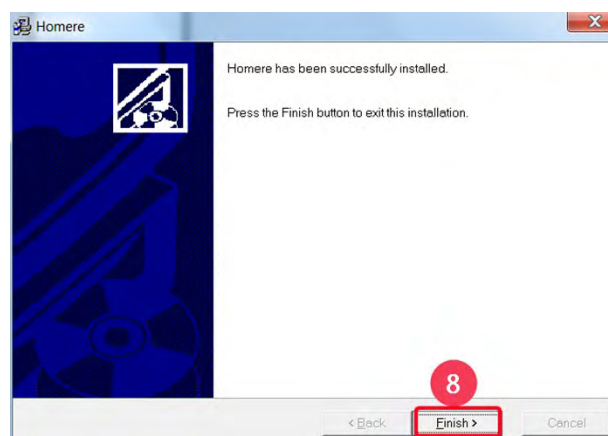 Homere
X
Homere has been successfully installed.
Press the Finish button to exit this installation.
8
< Back
Finish >
Cancel